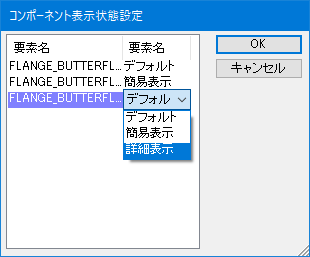 コンポーネント表示状態設定
要素名 要素名
FLANGE_BUTTERFL... デフォルト
FLANGE_BUTTERFL... 簡易表示
FLANGE_BUTTERFL... デフォル
デフォルト
簡易表示
詳細表示
OK
キャンセル